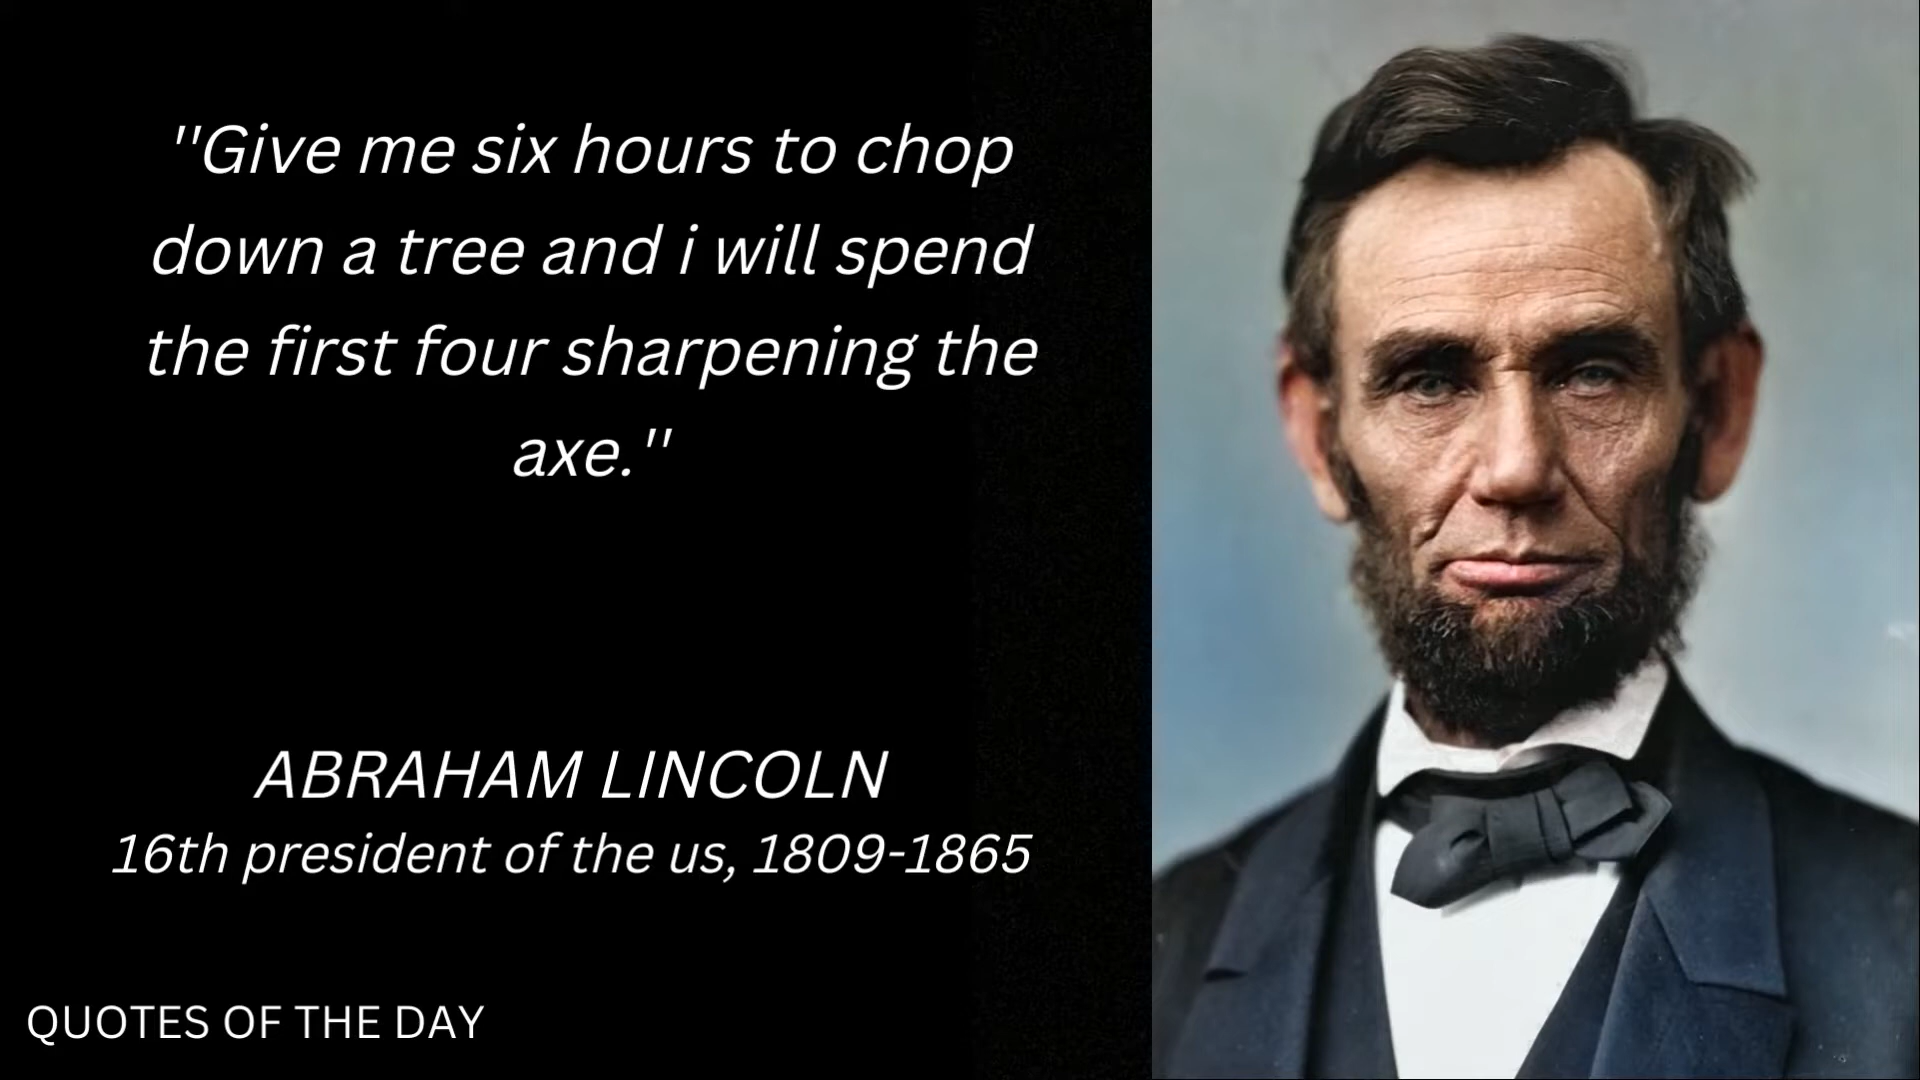 "Give me six hours to chop
down a tree and i will spend
the first four sharpening the
axe."
ABRAHAM LINCOLN
16th president of the us, 1809-1865
QUOTES OF THE DAY